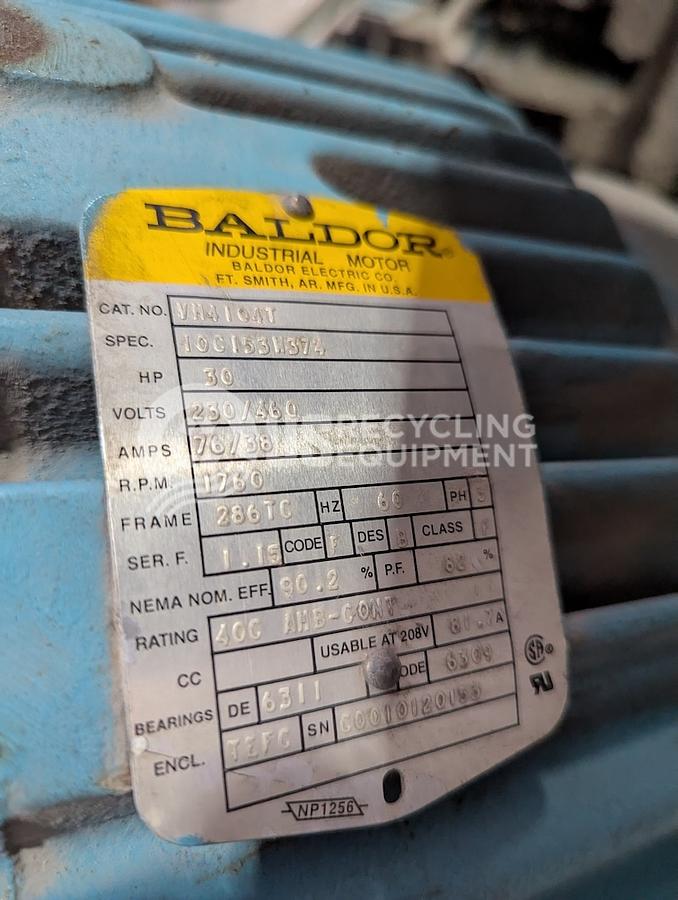 BALDOR®
INDUSTRIAL MOTOR
BALDOR ELECTRIC CO.
FT. SMITH, AR. MFG. IN U.S.A.
CAT. NO. VM4104T
SPEC. 10C153W374
HP 30
VOLTS 230/460
AMPS 76/38
R.P.M. 1760
FRAME 286TC HZ 60 PH 3
SER. F. 1.15 CODE DES B CLASS F
NEMA NOM. EFF. 90.2 % P.F. 82 %
RATING 40C AMB-CONT
CC USABLE AT 208V A
BEARINGS DE 6311 ODE 6309
ENCL. TEFC SN
NP1256
RECYCLING
EQUIPMENT